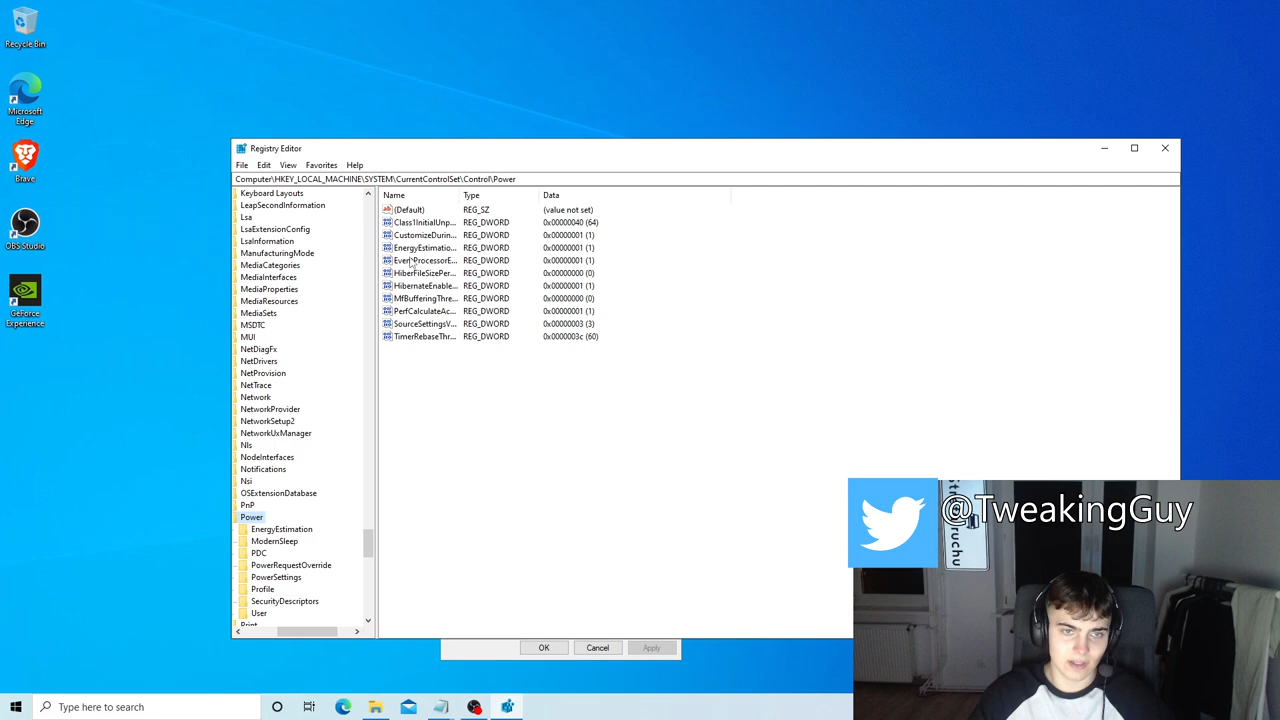 Recycle Bin
Microsoft
Edge
Brave
OBS Studio
GeForce
Experience
Registry Editor
File Edit View Favorites Help
Computer\HKEY_LOCAL_MACHINE\SYSTEM\CurrentControlSet\Control\Power
Keyboard Layouts
LeapSecondInformation
Lsa
LsaExtensionConfig
LsaInformation
ManufacturingMode
MediaCategories
MediaInterfaces
MediaProperties
MediaResources
MediaSets
MSDTC
MUI
NetDiagFx
NetDrivers
NetProvision
NetTrace
Network
NetworkProvider
NetworkSetup2
NetworkUxManager
Nls
NodeInterfaces
Notifications
Nsi
OSExtensionDatabase
PnP
Power
EnergyEstimation
ModernSleep
PDC
PowerRequestOverride
PowerSettings
Profile
SecurityDescriptors
User
Print
Name Type Data
(Default) REG_SZ (value not set)
Class1InitialUnp... REG_DWORD 0x00000040 (64)
CustomizeDurin... REG_DWORD 0x00000001 (1)
EnergyEstimatio... REG_DWORD 0x00000001 (1)
EventProcessorE... REG_DWORD 0x00000001 (1)
HiberFileSizePer... REG_DWORD 0x00000000 (0)
HibernateEnable... REG_DWORD 0x00000001 (1)
MfBufferingThre... REG_DWORD 0x00000000 (0)
PerfCalculateAc... REG_DWORD 0x00000001 (1)
SourceSettingsV... REG_DWORD 0x00000003 (3)
TimerRebaseThr... REG_DWORD 0x0000003c (60)
OK Cancel Apply
@TweakingGuy
Type here to search